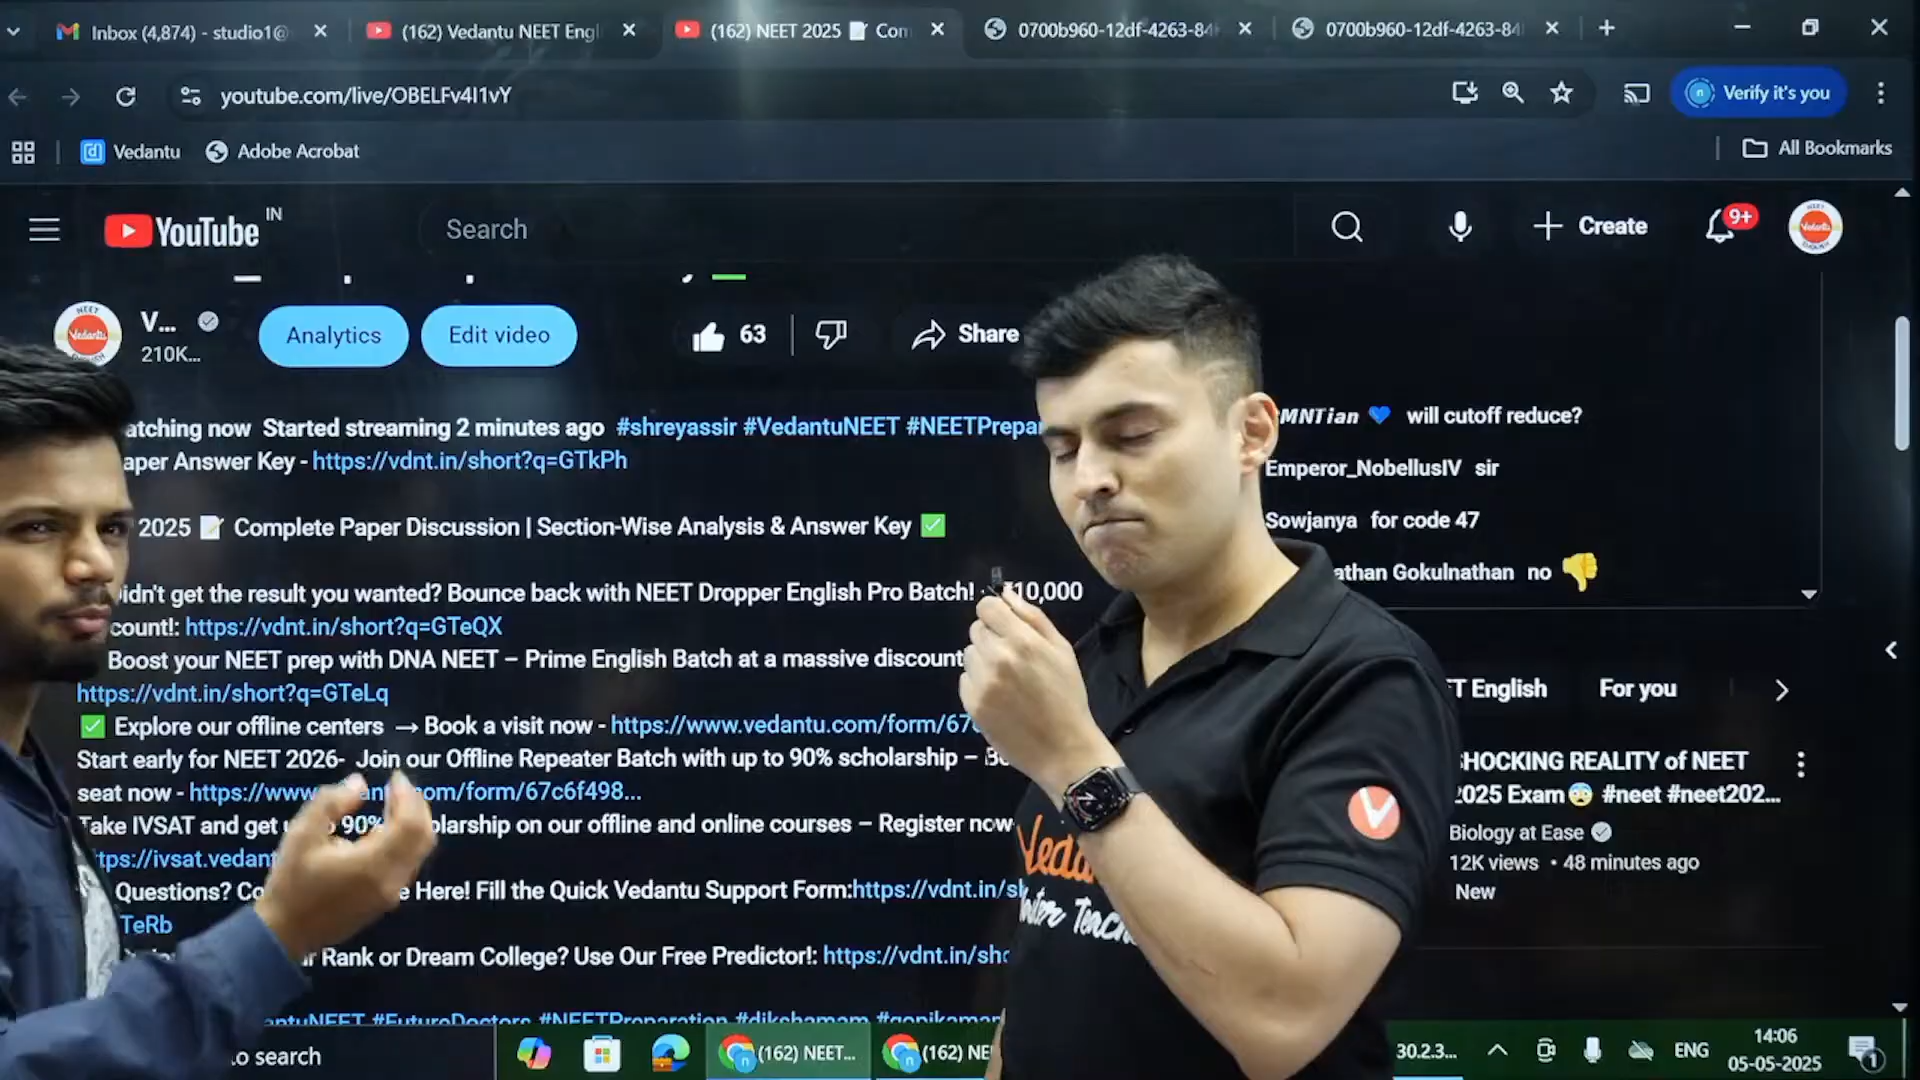 Inbox (4,874) - studio1@
(162) Vedantu NEET Engl
(162) NEET 2025 📝 Com
0700b960-12df-4263-84
0700b960-12df-4263-84
youtube.com/live/OBELFv4I1vY
Verify it's you
Vedantu
Adobe Acrobat
All Bookmarks
YouTube IN
Search
Create
9+
V...
210K...
Analytics
Edit video
63
Share
atching now Started streaming 2 minutes ago #shreyassir #VedantuNEET #NEETPrepar
aper Answer Key - https://vdnt.in/short?q=GTkPh
2025 📝 Complete Paper Discussion | Section-Wise Analysis & Answer Key ✅
idn't get the result you wanted? Bounce back with NEET Dropper English Pro Batch! 10,000
count!: https://vdnt.in/short?q=GTeQX
Boost your NEET prep with DNA NEET – Prime English Batch at a massive discount
https://vdnt.in/short?q=GTeLq
✅ Explore our offline centers → Book a visit now - https://www.vedantu.com/form/67
Start early for NEET 2026- Join our Offline Repeater Batch with up to 90% scholarship –
seat now - https://www om/form/67c6f498...
Take IVSAT and get 90% olarship on our offline and online courses – Register now
ttps://ivsat.vedant
Questions? Co e Here! Fill the Quick Vedantu Support Form:https://vdnt.in/sh
TeRb
r Rank or Dream College? Use Our Free Predictor!: https://vdnt.in/sho
antuNEET #FutureDoctors #NEETPreparation #dikshamam #gopikamam
MNTian 💙 will cutoff reduce?
Emperor_NobellusIV sir
Sowjanya for code 47
athan Gokulnathan no 👎
T English
For you
SHOCKING REALITY of NEET
2025 Exam😨 #neet #neet202...
Biology at Ease
12K views • 48 minutes ago
New
Vedantu
V
to search
(162) NEET...
(162) NE
30.2.3...
ENG
14:06
05-05-2025
1